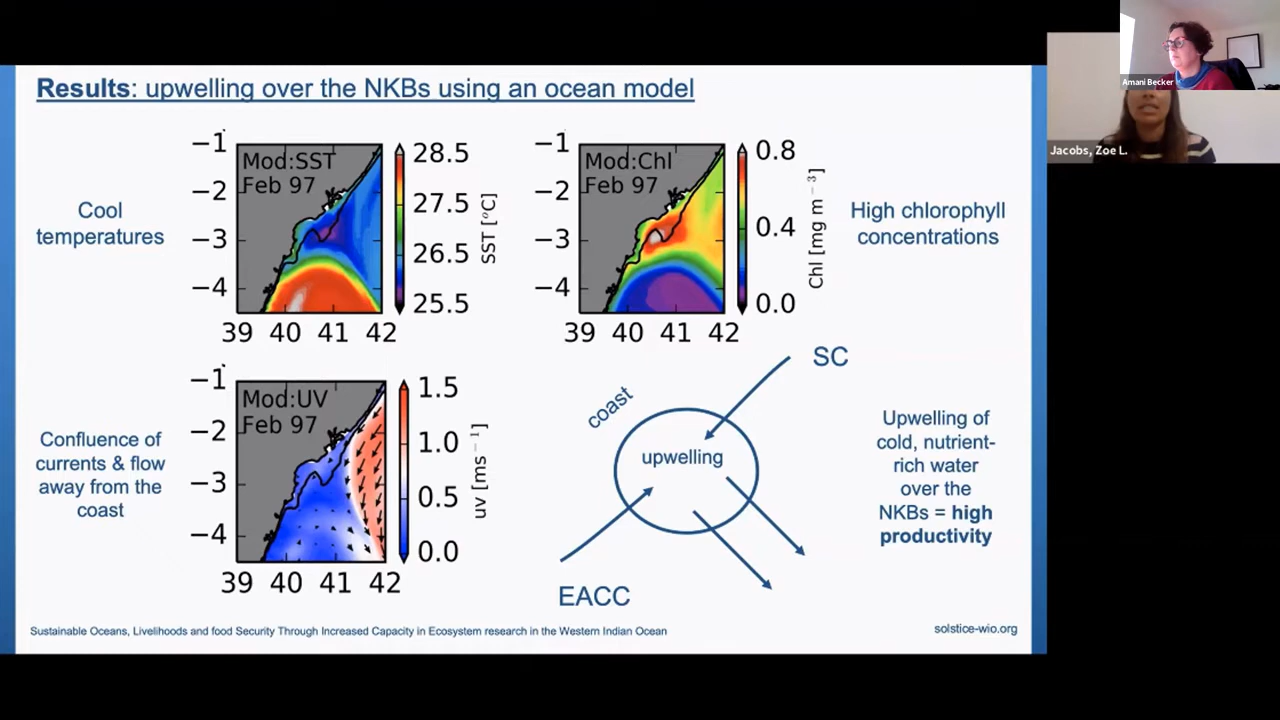 Results: upwelling over the NKBs using an ocean model
Amani Becker
Jacobs, Zoe L.
Cool
temperatures
−1
−2
−3
−4
Mod:SST
Feb 97
39 40 41 42
28.5
27.5
26.5
25.5
SST [°C]
−1
−2
−3
−4
Mod:Chl
Feb 97
39 40 41 42
0.8
0.4
0.0
Chl [mg m⁻³]
High chlorophyll
concentrations
Confluence of
currents & flow
away from the
coast
−1
−2
−3
−4
Mod:UV
Feb 97
39 40 41 42
1.5
1.0
0.5
0.0
uv [ms⁻¹]
SC
coast
upwelling
EACC
Upwelling of
cold, nutrient-
rich water
over the
NKBs = high
productivity
Sustainable Oceans, Livelihoods and food Security Through Increased Capacity in Ecosystem research in the Western Indian Ocean
solstice-wio.org